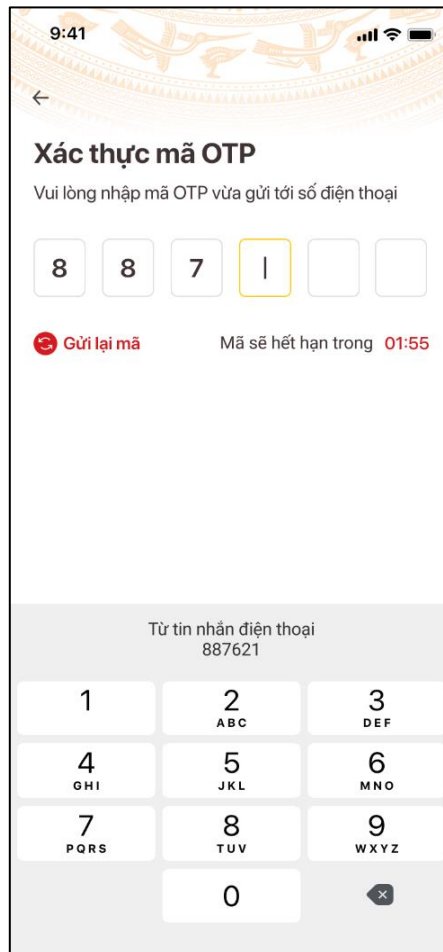 9:41
Xác thực mã OTP
Vui lòng nhập mã OTP vừa gửi tới số điện thoại
8 8 7
Gửi lại mã Mã sẽ hết hạn trong 01:55
Từ tin nhắn điện thoại
887621
1 2 3
ABC DEF
4 5 6
GHI JKL MNO
7 8 9
PQRS TUV WXYZ
0